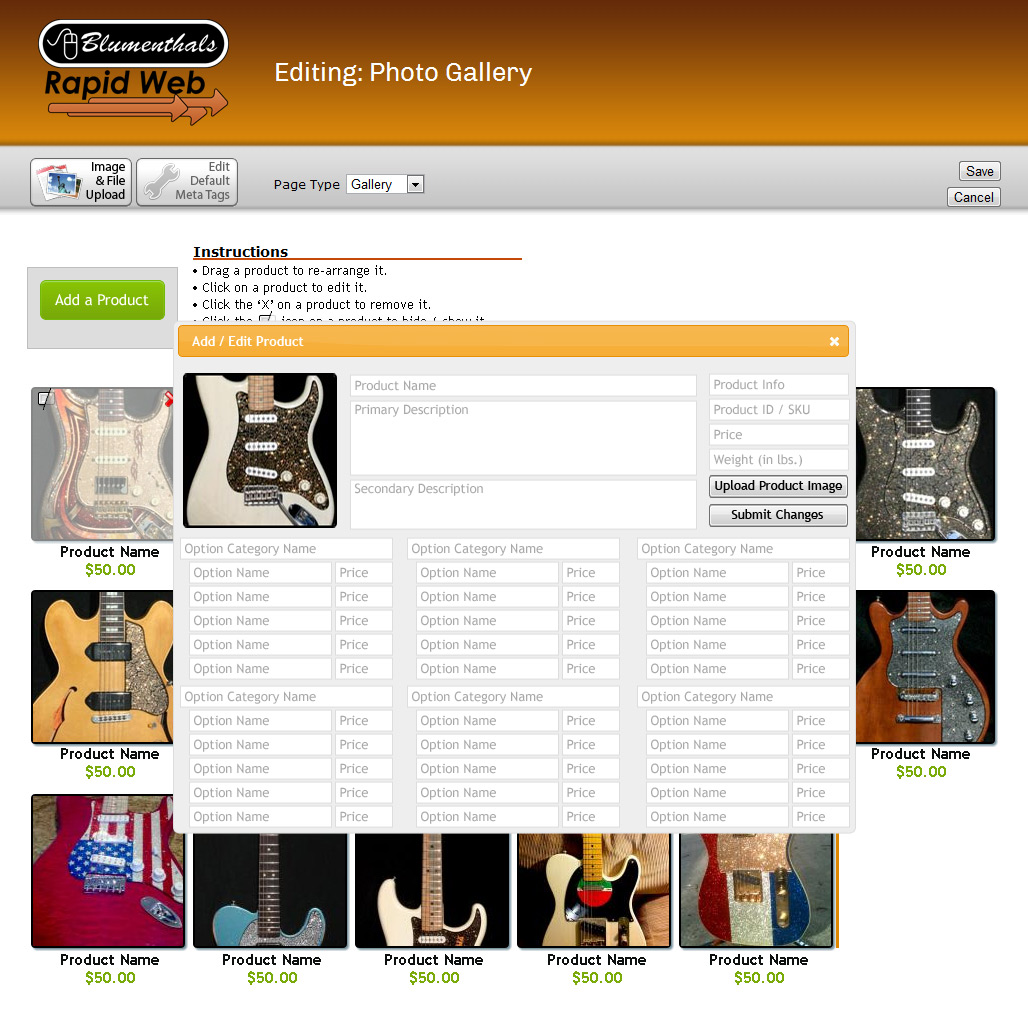 Blumenthals
Rapid Web
Editing: Photo Gallery
Image
& File
Upload
Edit
Default
Meta Tags
Page Type Gallery
Save
Cancel
Instructions
• Drag a product to re-arrange it.
• Click on a product to edit it.
• Click the ‘X’ on a product to remove it.
• Click the icon on a product to hide / show it
Add a Product
Add / Edit Product
Product Name
Primary Description
Secondary Description
Product Info
Product ID / SKU
Price
Weight (in lbs.)
Upload Product Image
Submit Changes
Option Category Name Option Category Name Option Category Name
Option Name Price Option Name Price Option Name Price
Option Name Price Option Name Price Option Name Price
Option Name Price Option Name Price Option Name Price
Option Name Price Option Name Price Option Name Price
Option Name Price Option Name Price Option Name Price
Option Category Name Option Category Name Option Category Name
Option Name Price Option Name Price Option Name Price
Option Name Price Option Name Price Option Name Price
Option Name Price Option Name Price Option Name Price
Option Name Price Option Name Price Option Name Price
Option Name Price Option Name Price Option Name Price
Product Name Product Name
$50.00 $50.00
Product Name Product Name
$50.00 $50.00
Product Name Product Name Product Name Product Name Product Name
$50.00 $50.00 $50.00 $50.00 $50.00